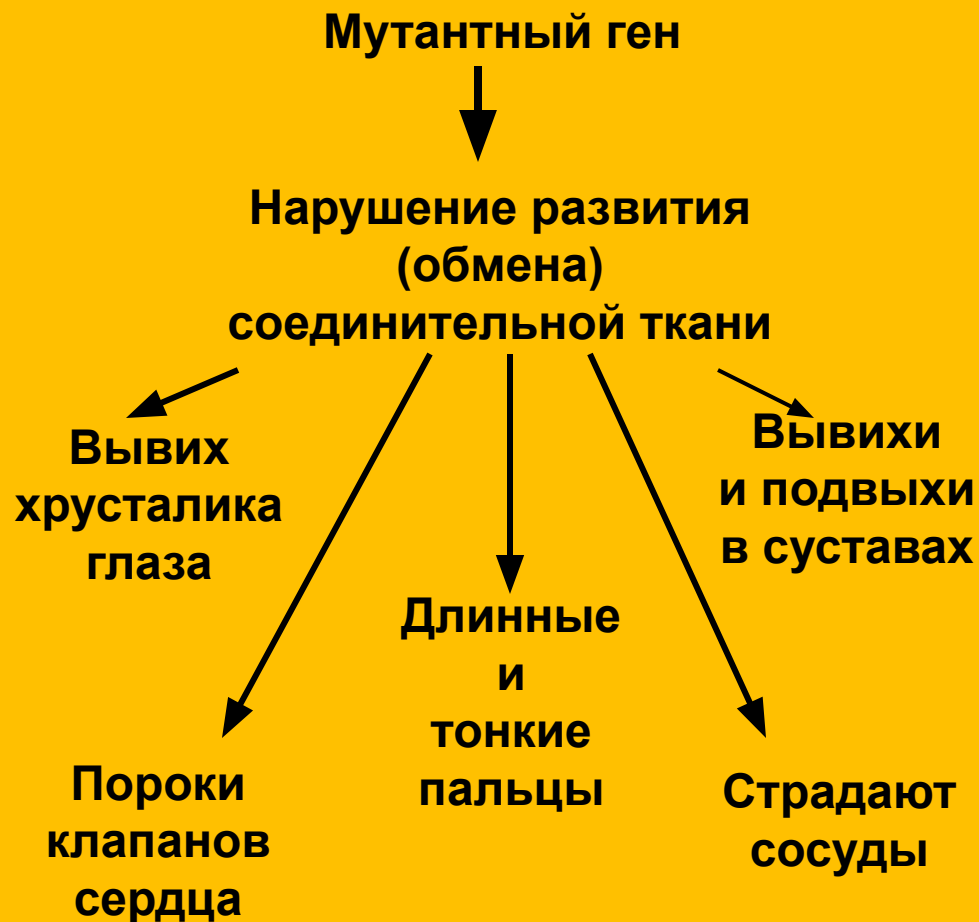 Мутантный ген
Нарушение развития
(обмена)
соединительной ткани
Вывих
хрусталика
глаза
Вывихи
и подвыхи
в суставах
Длинные
и
тонкие
пальцы
Пороки
клапанов
сердца
Страдают
сосуды